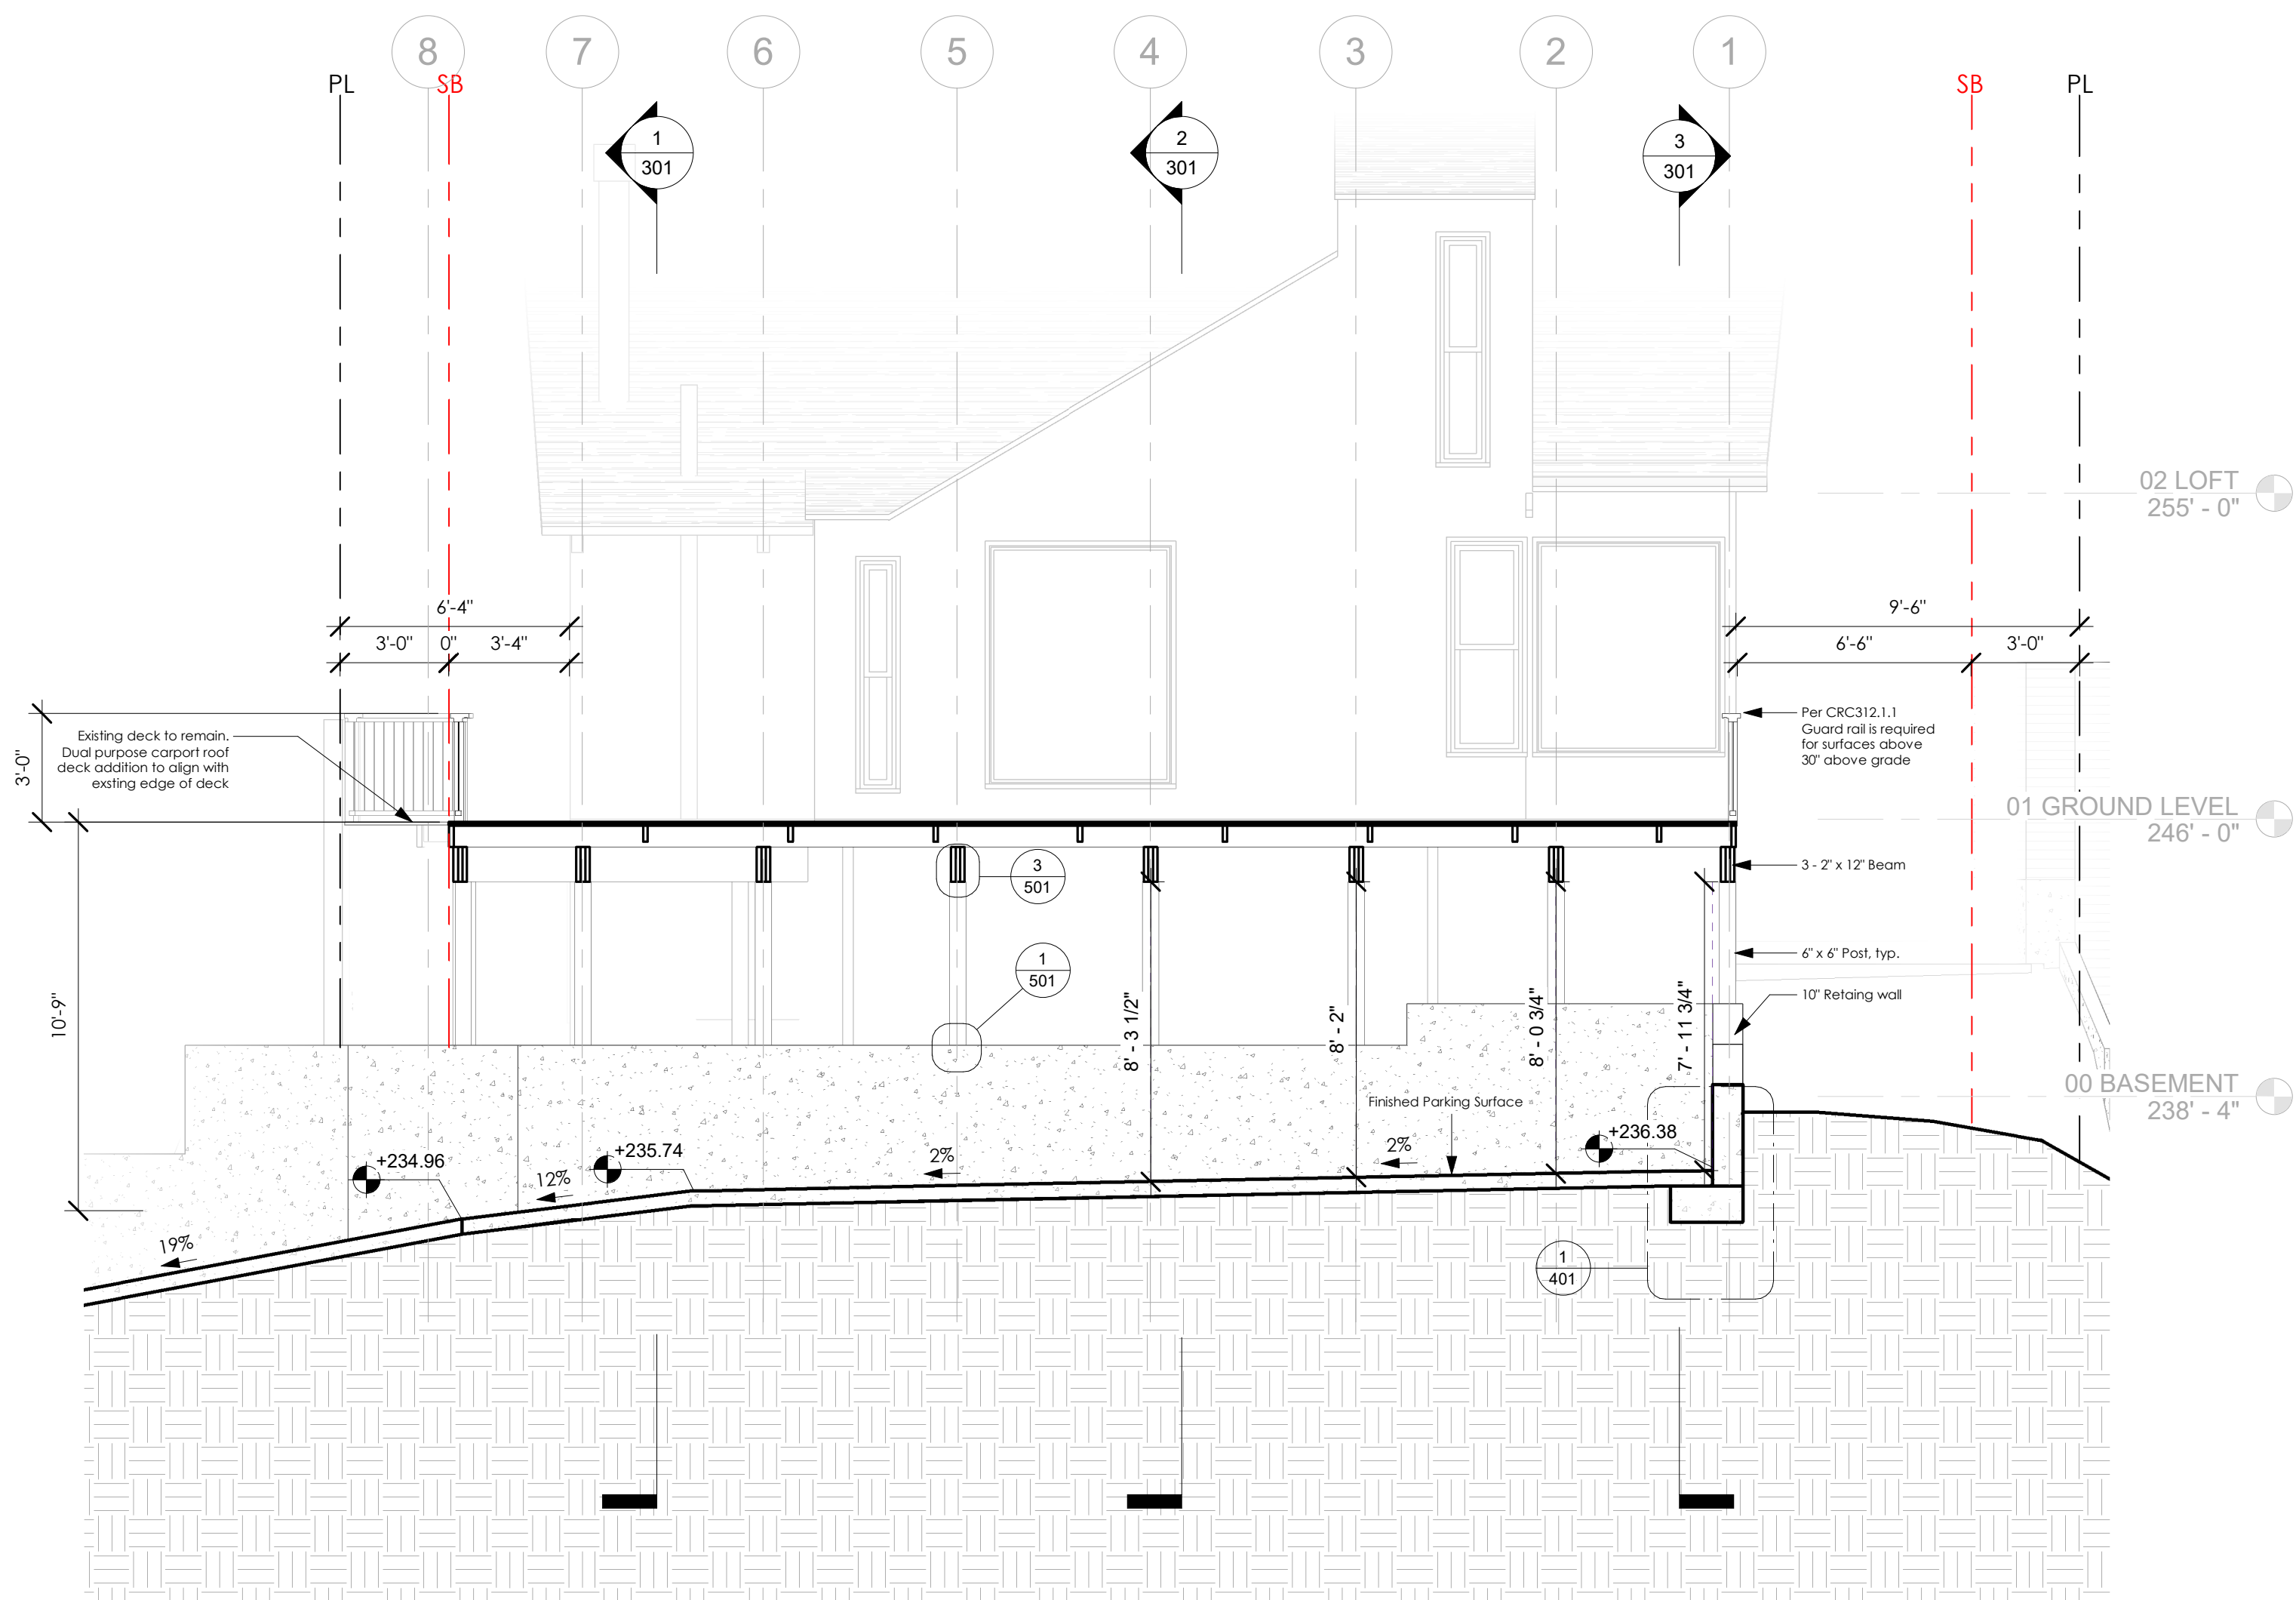 8
7
6
5
4
3
2
1
PL
SB
SB
PL
1
301
2
301
3
301
02 LOFT
255' - 0"
6'-4"
3'-0"
0"
3'-4"
9'-6"
6'-6"
3'-0"
3'-0"
Existing deck to remain.
Dual purpose carport roof
deck addition to align with
exsting edge of deck
Per CRC312.1.1
Guard rail is required
for surfaces above
30" above grade
01 GROUND LEVEL
246' - 0"
3 - 2" x 12" Beam
3
501
6" x 6" Post, typ.
1
501
10" Retaing wall
10'-9"
8' - 3 1/2"
8' - 2"
8' - 0 3/4"
7' - 11 3/4"
00 BASEMENT
238' - 4"
Finished Parking Surface
+234.96
+235.74
+236.38
19%
12%
2%
2%
1
401